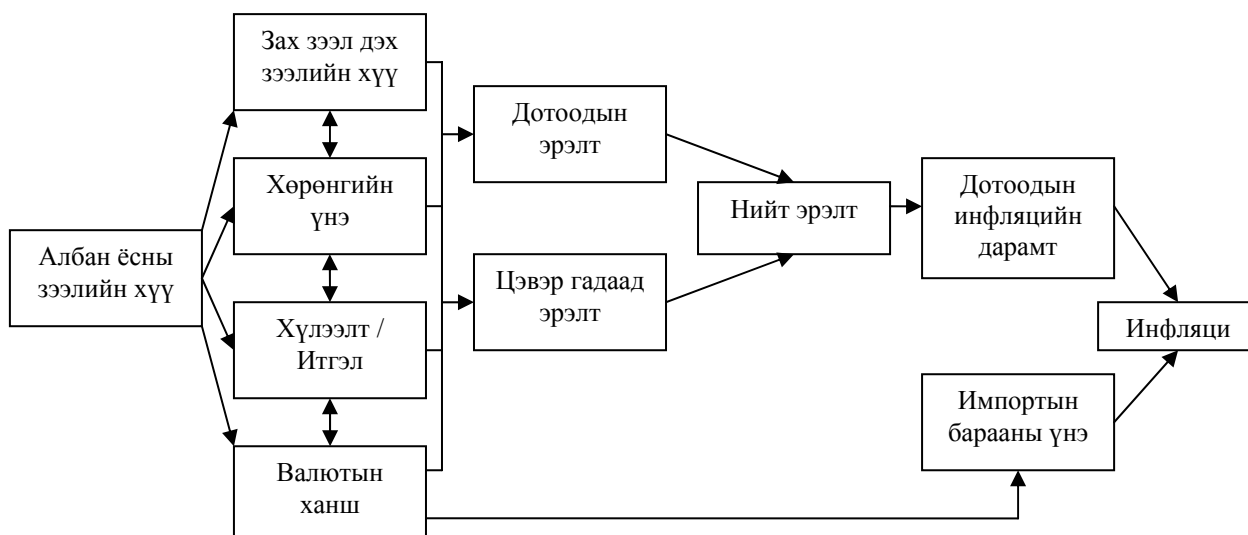 Албан ёсны
зээлийн хүү
Зах зээл дэх
зээлийн хүү
Хөрөнгийн
үнэ
Хүлээлт /
Итгэл
Валютын
ханш
Дотоодын
эрэлт
Цэвэр гадаад
эрэлт
Нийт эрэлт
Дотоодын
инфляцийн
дарамт
Импортын
барааны үнэ
Инфляци